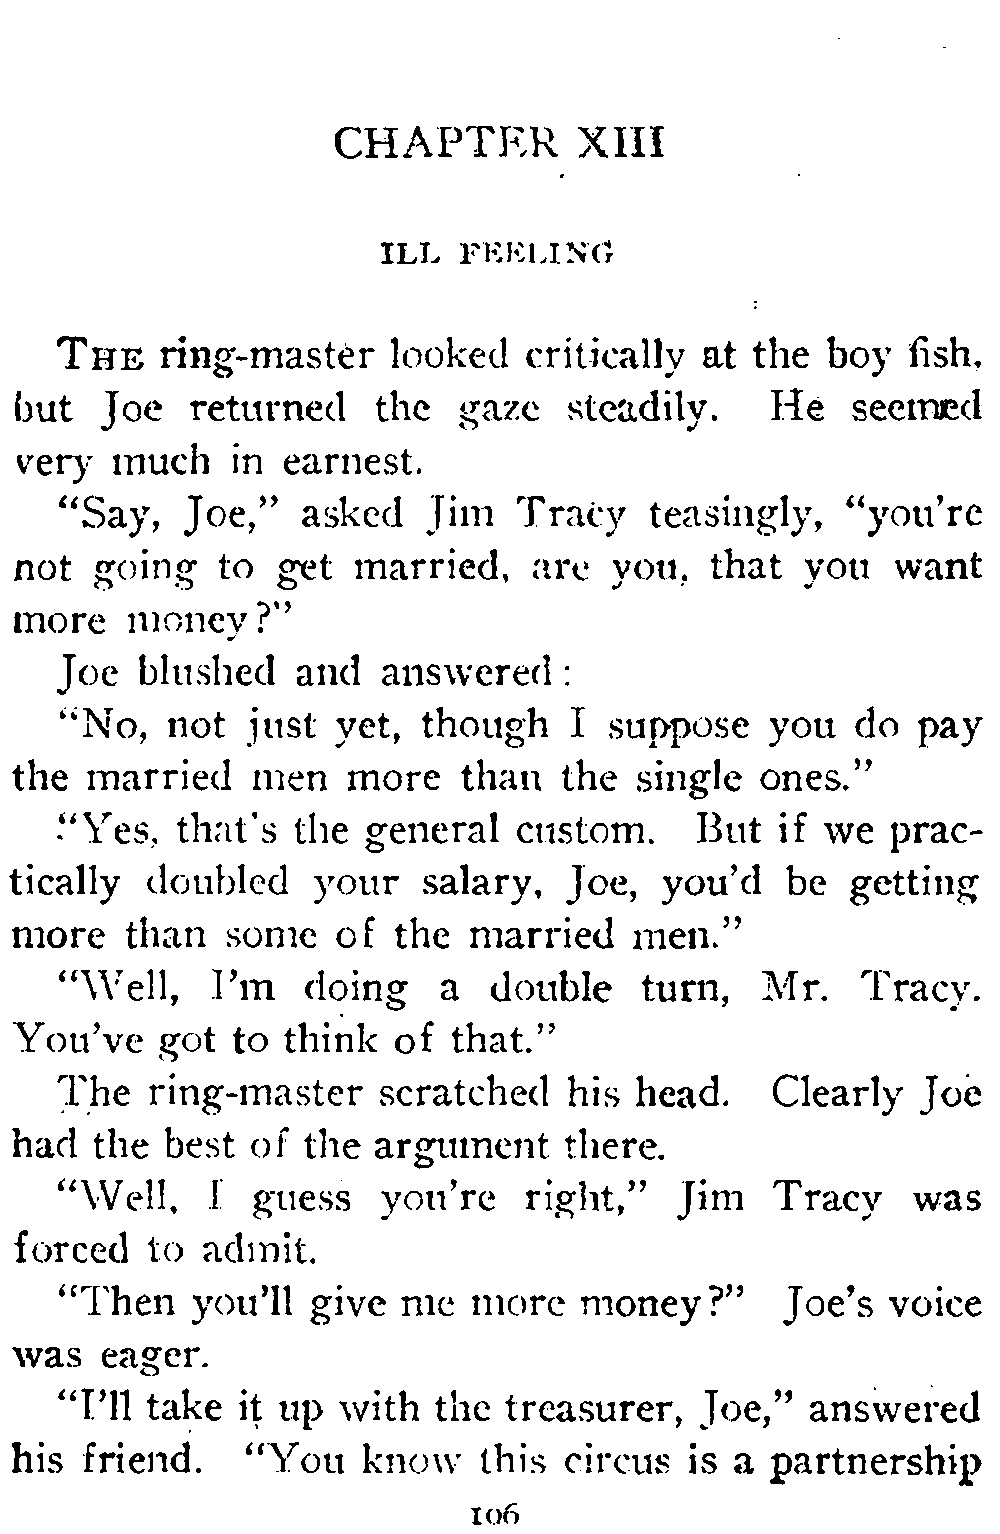 CHAPTER XIII
ILL FEELING
THE ring-master looked critically at the boy fish,
but Joe returned the gaze steadily. He seemed
very much in earnest.
“Say, Joe,” asked Jim Tracy teasingly, “you’re
not going to get married, are you, that you want
more money?”
Joe blushed and answered:
“No, not just yet, though I suppose you do pay
the married men more than the single ones.”
“Yes, that’s the general custom. But if we prac-
tically doubled your salary, Joe, you’d be getting
more than some of the married men.”
“Well, I’m doing a double turn, Mr. Tracy.
You’ve got to think of that.”
The ring-master scratched his head. Clearly Joe
had the best of the argument there.
“Well, I guess you’re right,” Jim Tracy was
forced to admit.
“Then you’ll give me more money?” Joe’s voice
was eager.
“I’ll take it up with the treasurer, Joe,” answered
his friend. “You know this circus is a partnership
106